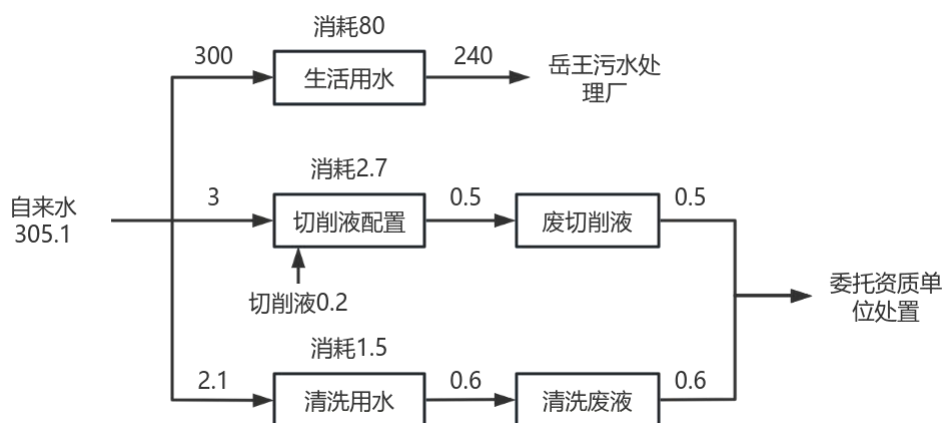 消耗80
300
生活用水
240
岳王污水处
理厂
消耗2.7
自来水
305.1
3
切削液配置
0.5
废切削液
0.5
切削液0.2
委托资质单
位处置
消耗1.5
2.1
清洗用水
0.6
清洗废液
0.6